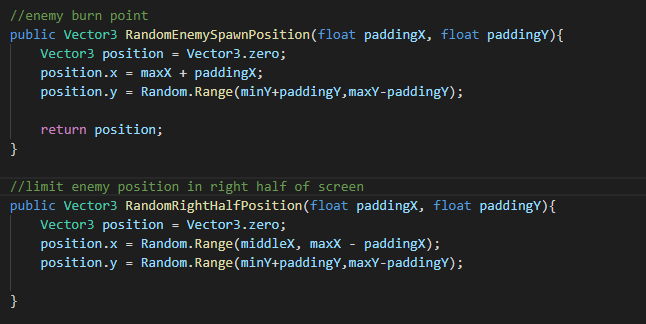 //enemy burn point
public Vector3 RandomEnemySpawnPosition(float paddingX, float paddingY){
    Vector3 position = Vector3.zero;
    position.x = maxX + paddingX;
    position.y = Random.Range(minY+paddingY,maxY-paddingY);
    return position;
}
//limit enemy position in right half of screen
public Vector3 RandomRightHalfPosition(float paddingX, float paddingY){
    Vector3 position = Vector3.zero;
    position.x = Random.Range(middleX, maxX - paddingX);
    position.y = Random.Range(minY+paddingY,maxY-paddingY);
}